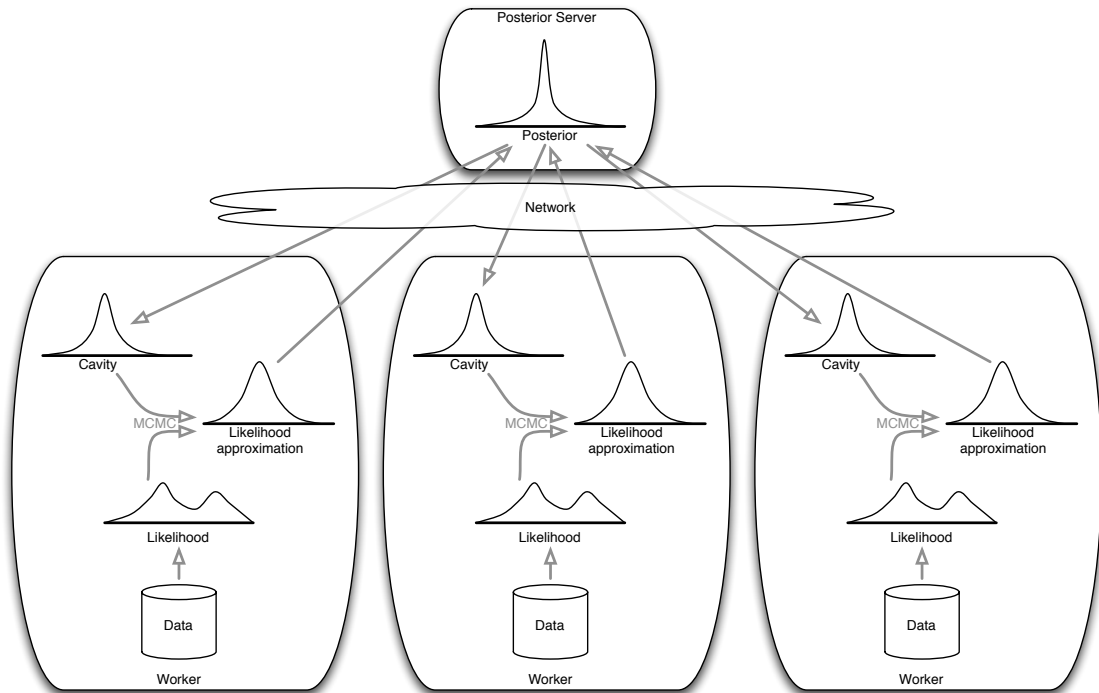 Posterior Server
Posterior
Network
Cavity
MCMC
Likelihood
approximation
Likelihood
Data
Worker
Cavity
MCMC
Likelihood
approximation
Likelihood
Data
Worker
Cavity
MCMC
Likelihood
approximation
Likelihood
Data
Worker